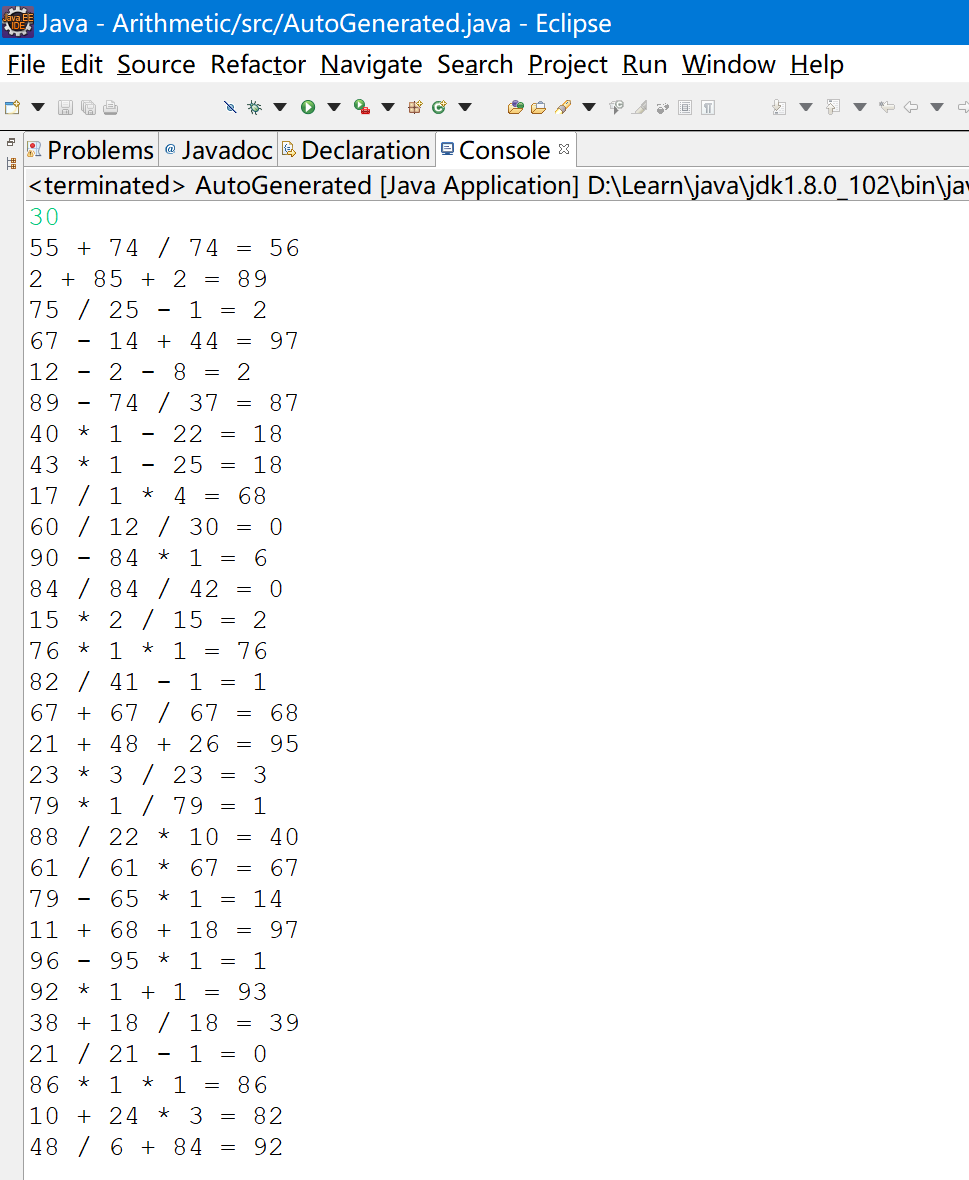 Java - Arithmetic/src/AutoGenerated.java - Eclipse
File Edit Source Refactor Navigate Search Project Run Window Help
Problems @ Javadoc Declaration Console
<terminated> AutoGenerated [Java Application] D:\Learn\java\jdk1.8.0_102\bin\jav
30
55 + 74 / 74 = 56
2 + 85 + 2 = 89
75 / 25 - 1 = 2
67 - 14 + 44 = 97
12 - 2 - 8 = 2
89 - 74 / 37 = 87
40 * 1 - 22 = 18
43 * 1 - 25 = 18
17 / 1 * 4 = 68
60 / 12 / 30 = 0
90 - 84 * 1 = 6
84 / 84 / 42 = 0
15 * 2 / 15 = 2
76 * 1 * 1 = 76
82 / 41 - 1 = 1
67 + 67 / 67 = 68
21 + 48 + 26 = 95
23 * 3 / 23 = 3
79 * 1 / 79 = 1
88 / 22 * 10 = 40
61 / 61 * 67 = 67
79 - 65 * 1 = 14
11 + 68 + 18 = 97
96 - 95 * 1 = 1
92 * 1 + 1 = 93
38 + 18 / 18 = 39
21 / 21 - 1 = 0
86 * 1 * 1 = 86
10 + 24 * 3 = 82
48 / 6 + 84 = 92